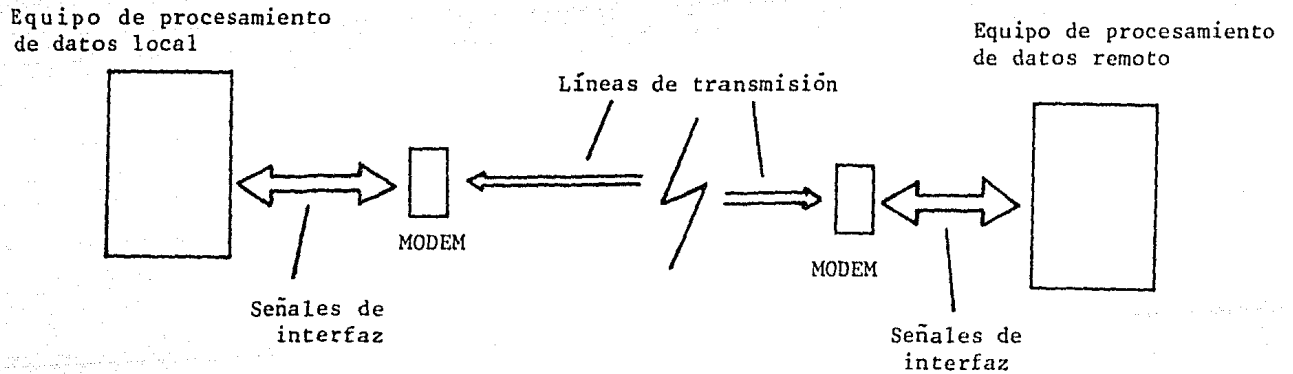 Equipo de procesamiento
de datos local
Equipo de procesamiento
de datos remoto
Líneas de transmisión
MODEM
MODEM
Señales de
interfaz
Señales de
interfaz